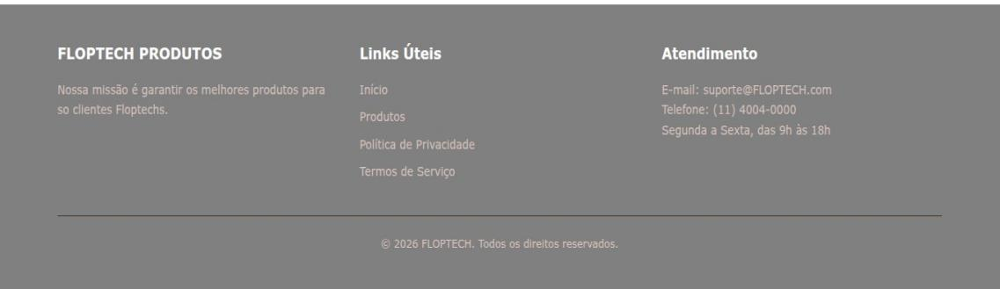 FLOPTECH PRODUTOS
Nossa missão é garantir os melhores produtos para
so clientes Floptechs.
Links Úteis
Início
Produtos
Política de Privacidade
Termos de Serviço
Atendimento
E-mail: suporte@FLOPTECH.com
Telefone: (11) 4004-0000
Segunda a Sexta, das 9h às 18h
© 2026 FLOPTECH. Todos os direitos reservados.